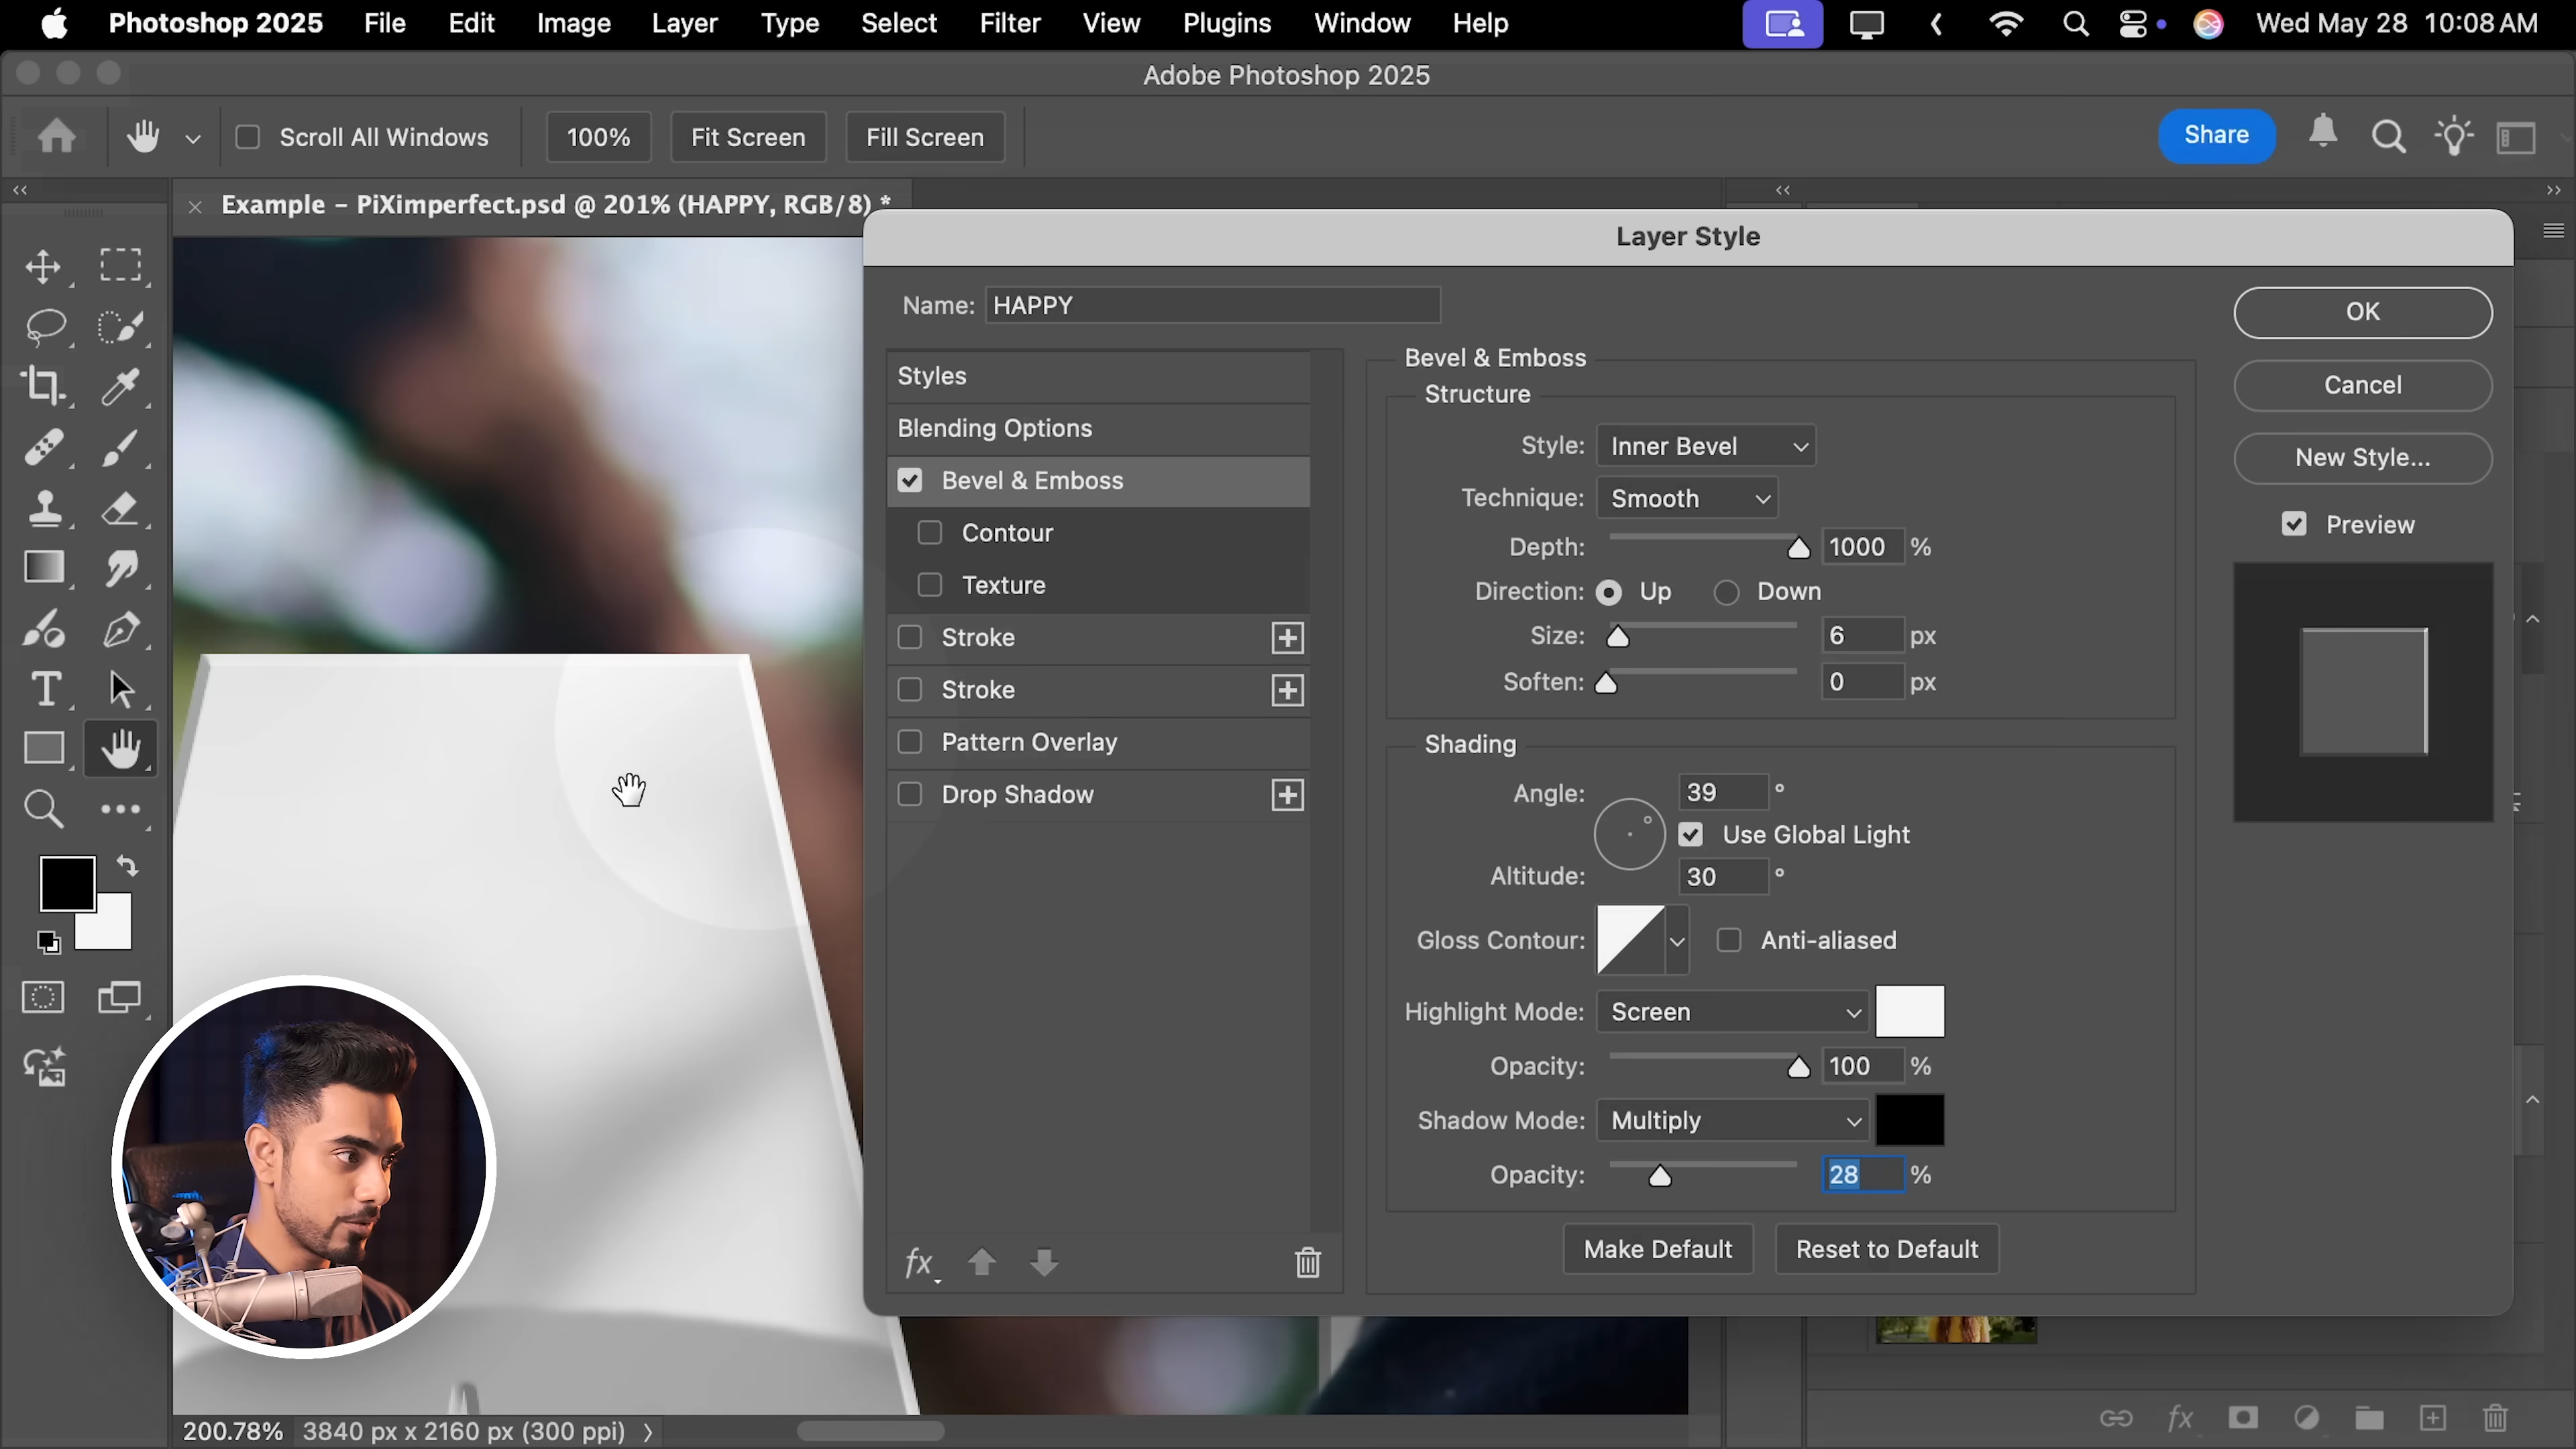 Photoshop 2025 File Edit Image Layer Type Select Filter View Plugins Window Help Wed May 28 10:08 AM
Adobe Photoshop 2025
Scroll All Windows 100% Fit Screen Fill Screen Share
Example – PiXimperfect.psd @ 201% (HAPPY, RGB/8) *
Layer Style
Name: HAPPY
OK
Cancel
New Style...
Preview
Styles
Blending Options
Bevel & Emboss
Contour
Texture
Stroke
Stroke
Pattern Overlay
Drop Shadow
fx
Bevel & Emboss
Structure
Style: Inner Bevel
Technique: Smooth
Depth: 1000 %
Direction: Up Down
Size: 6 px
Soften: 0 px
Shading
Angle: 39 °
Use Global Light
Altitude: 30 °
Gloss Contour: Anti-aliased
Highlight Mode: Screen
Opacity: 100 %
Shadow Mode: Multiply
Opacity: 28 %
Make Default Reset to Default
200.78% 3840 px x 2160 px (300 ppi)
fx